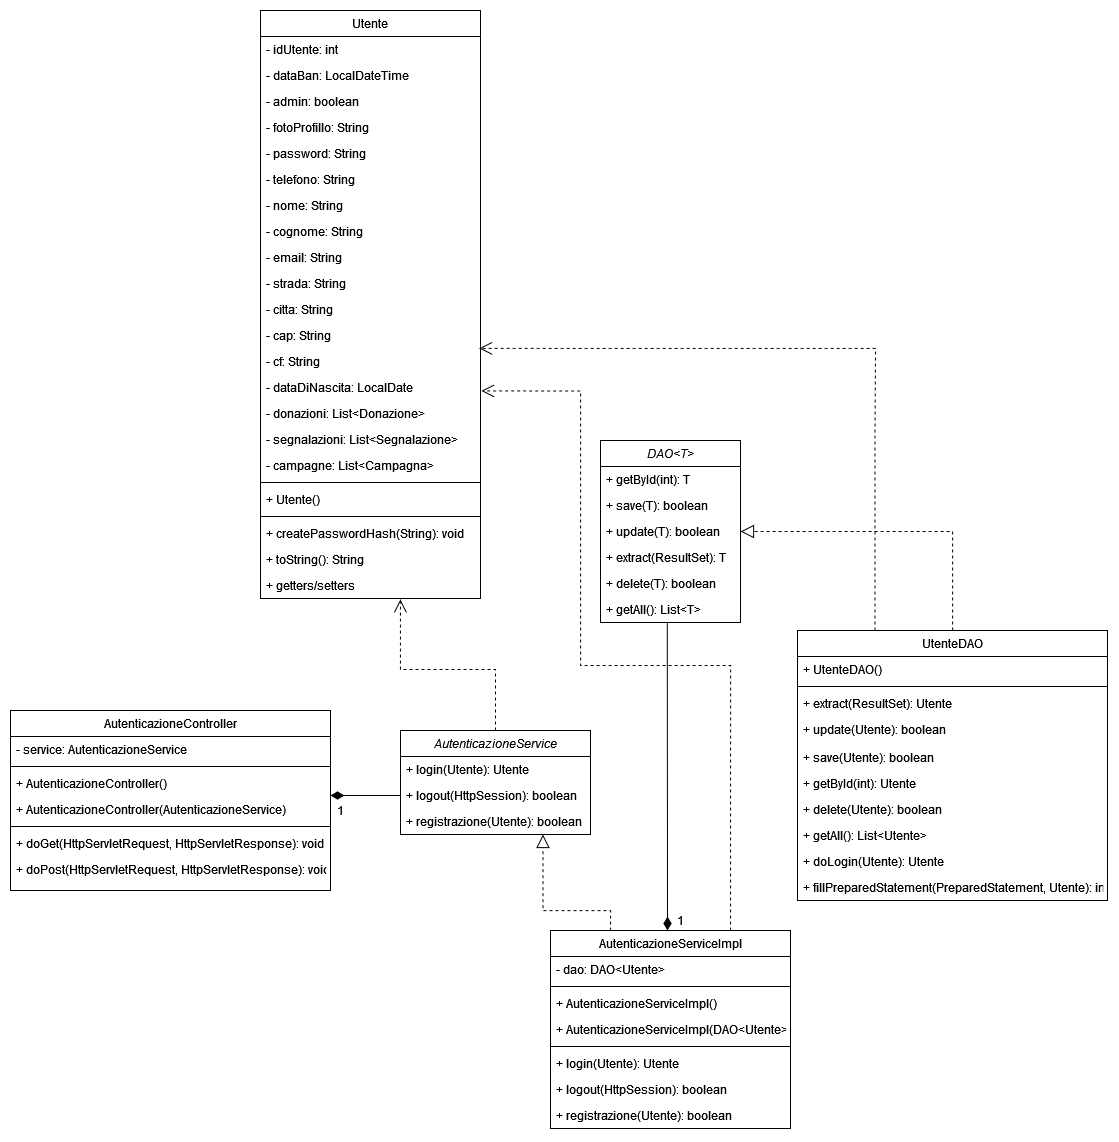 Utente
- idUtente: int
- dataBan: LocalDateTime
- admin: boolean
- fotoProfillo: String
- password: String
- telefono: String
- nome: String
- cognome: String
- email: String
- strada: String
- citta: String
- cap: String
- cf: String
- dataDiNascita: LocalDate
- donazioni: List<Donazione>
- segnalazioni: List<Segnalazione>
- campagne: List<Campagna>
+ Utente()
+ createPasswordHash(String): void
+ toString(): String
+ getters/setters
DAO<T>
+ getById(int): T
+ save(T): boolean
+ update(T): boolean
+ extract(ResultSet): T
+ delete(T): boolean
+ getAll(): List<T>
UtenteDAO
+ UtenteDAO()
+ extract(ResultSet): Utente
+ update(Utente): boolean
+ save(Utente): boolean
+ getById(int): Utente
+ delete(Utente): boolean
+ getAll(): List<Utente>
+ doLogin(Utente): Utente
+ fillPreparedStatement(PreparedStatement, Utente): in
AutenticazioneController
- service: AutenticazioneService
+ AutenticazioneController()
+ AutenticazioneController(AutenticazioneService)
+ doGet(HttpServletRequest, HttpServletResponse): void
+ doPost(HttpServletRequest, HttpServletResponse): voi
1
AutenticazioneService
+ login(Utente): Utente
+ logout(HttpSession): boolean
+ registrazione(Utente): boolean
1
AutenticazioneServiceImpl
- dao: DAO<Utente>
+ AutenticazioneServiceImpl()
+ AutenticazioneServiceImpl(DAO<Utente>
+ login(Utente): Utente
+ logout(HttpSession): boolean
+ registrazione(Utente): boolean